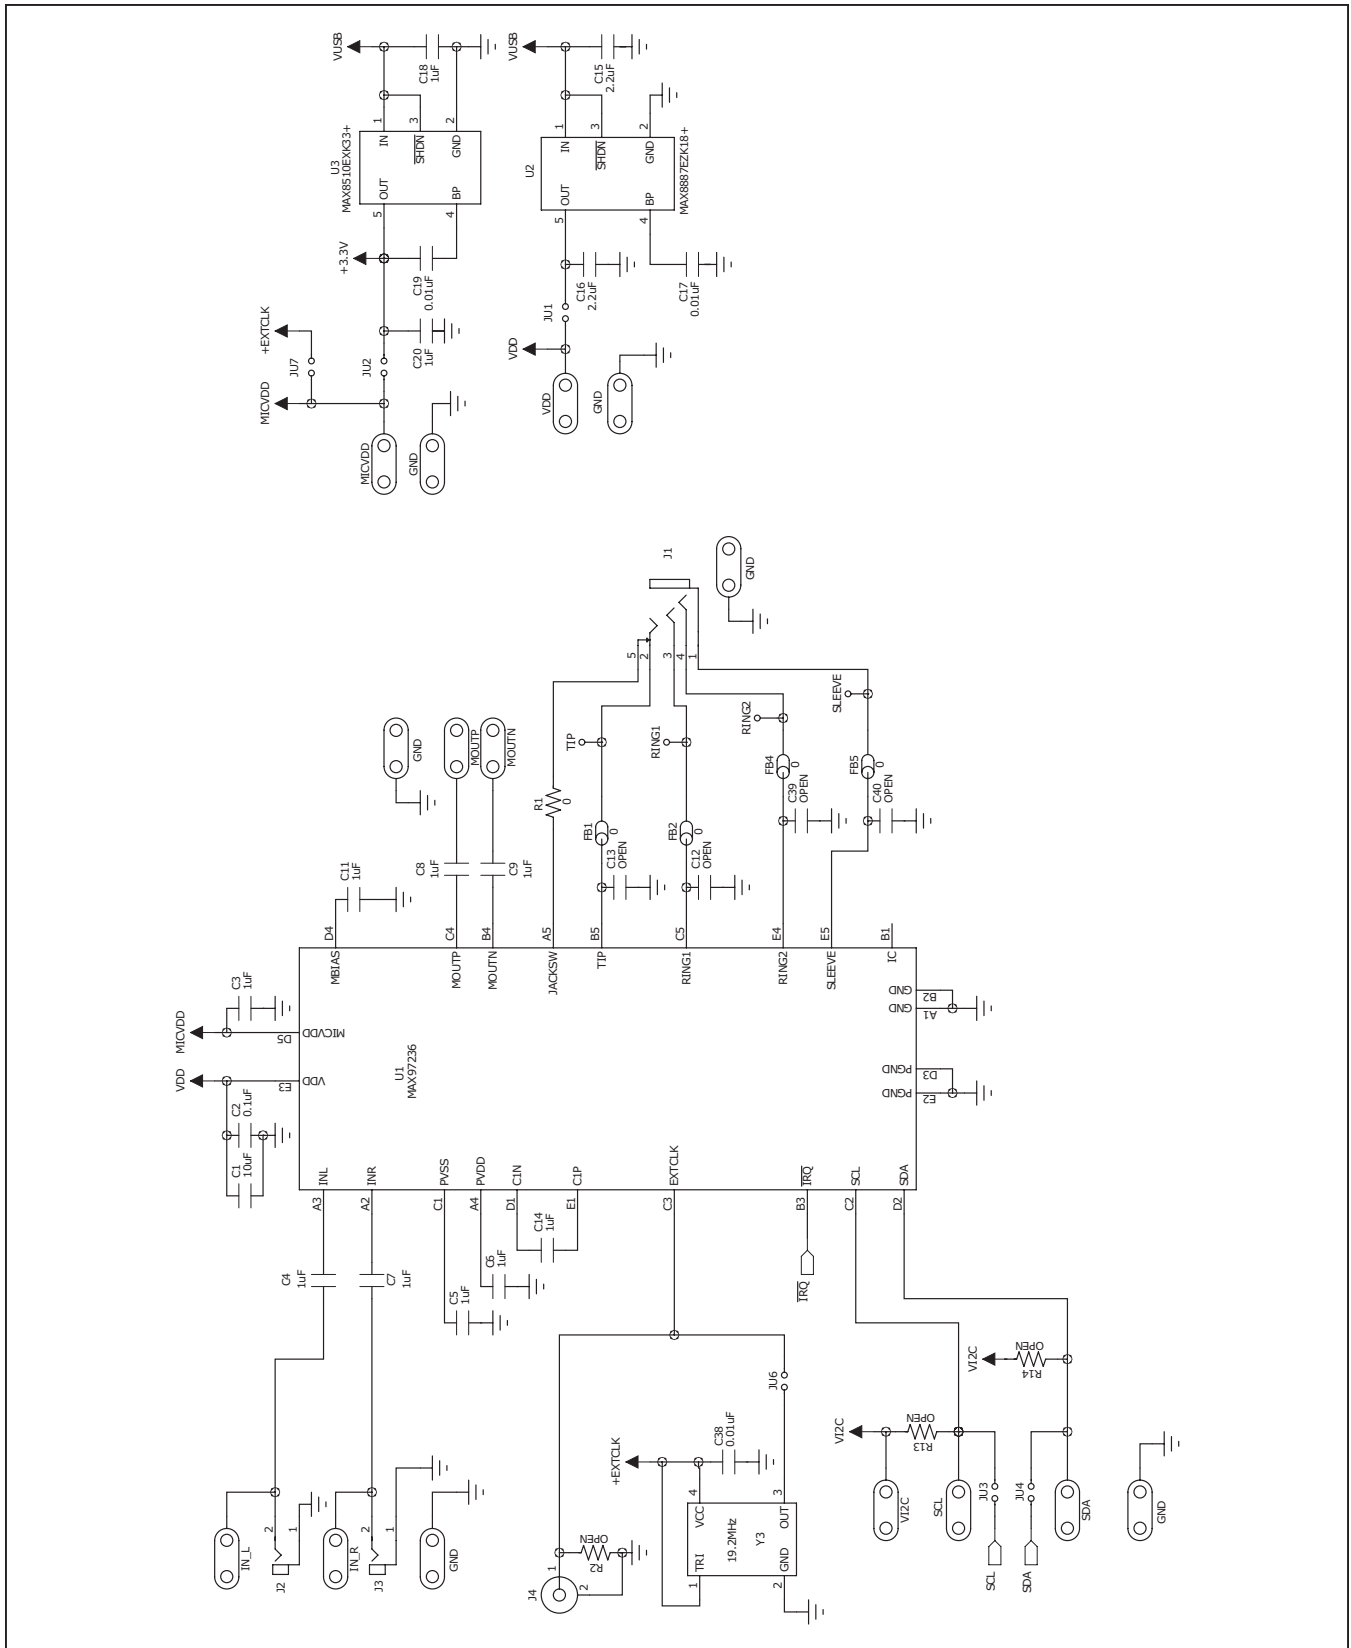 VUSB
C18
1uF
1
3
2
IN
SHDN
GND
U3
MAX8510EXK33+
OUT
BP
5
4
+3.3V
C19
0.01uF
+EXTCLK
JU7
JU2
C20
1uF
MICVDD
MICVDD
GND
VUSB
C15
2.2uF
1
3
2
IN
SHDN
GND
U2
MAX8887EZK18+
OUT
BP
5
4
C16
2.2uF
C17
0.01uF
JU1
VDD
VDD
GND
J1
GND
5
2
3
4
1
SLEEVE
RING2
RING1
TIP
GND
MOUTP
MOUTN
R1
0
FB1
0
FB2
0
FB4
0
FB5
0
C13
OPEN
C12
OPEN
C39
OPEN
C40
OPEN
C11
1uF
C8
1uF
C9
1uF
D4
C4
B4
A5
B5
C5
E4
E5
B1
MBIAS
MOUTP
MOUTN
JACKSW
TIP
RING1
RING2
SLEEVE
IC
MICVDD
C3
1uF
D5
MICVDD
VDD
E3
VDD
C2
0.1uF
C1
10uF
U1
MAX97236
GND
B2
GND
A1
PGND
D3
PGND
E2
INL
INR
PVSS
PVDD
C1N
C1P
EXTCLK
IRQ
SCL
SDA
A3
A2
C1
A4
D1
E1
C3
B3
C2
D2
C4
1uF
C7
1uF
C5
1uF
C6
1uF
C14
1uF
IRQ
IN_L
J2
2
1
IN_R
J3
2
1
GND
J4
1
2
R2
OPEN
+EXTCLK
C38
0.01uF
JU6
4
3
VCC
OUT
19.2MHz
Y3
TRI
GND
1
2
VI2C
R14
OPEN
VI2C
R13
OPEN
VI2C
SCL
JU3
JU4
SDA
GND
SCL
SDA